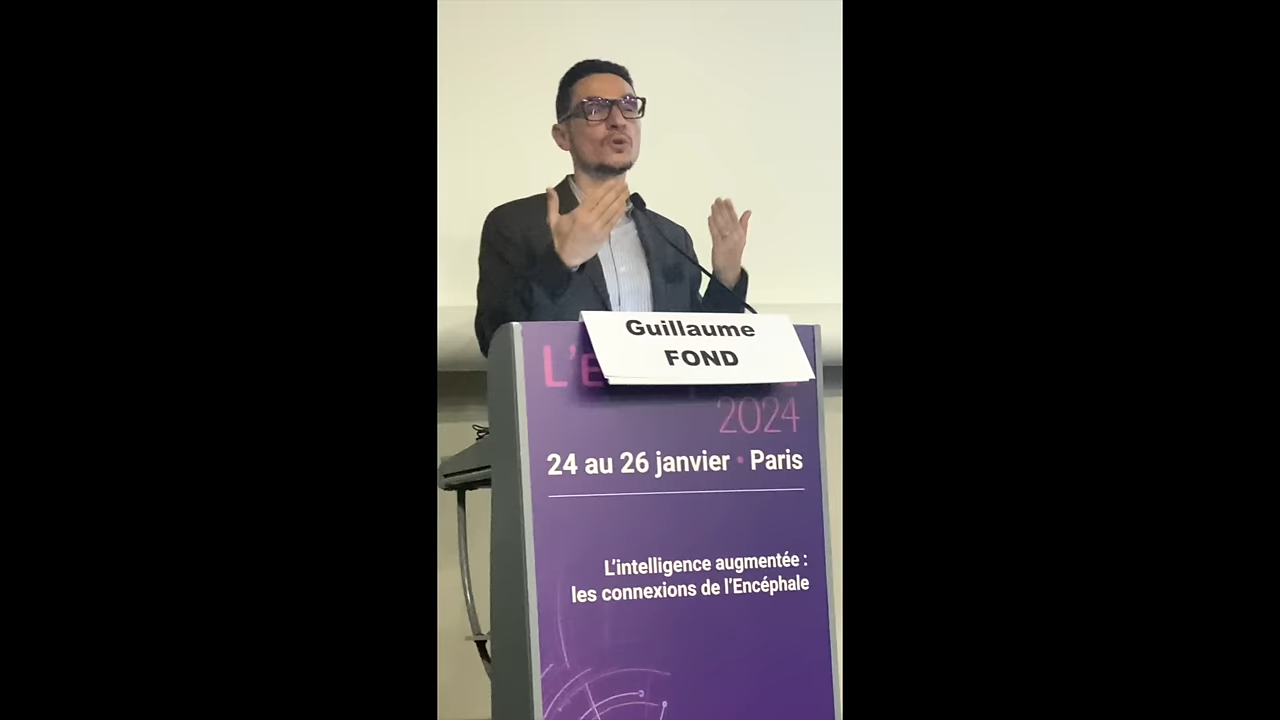 Guillaume
FOND
2024
24 au 26 janvier • Paris
L'intelligence augmentée :
les connexions de l'Encéphale